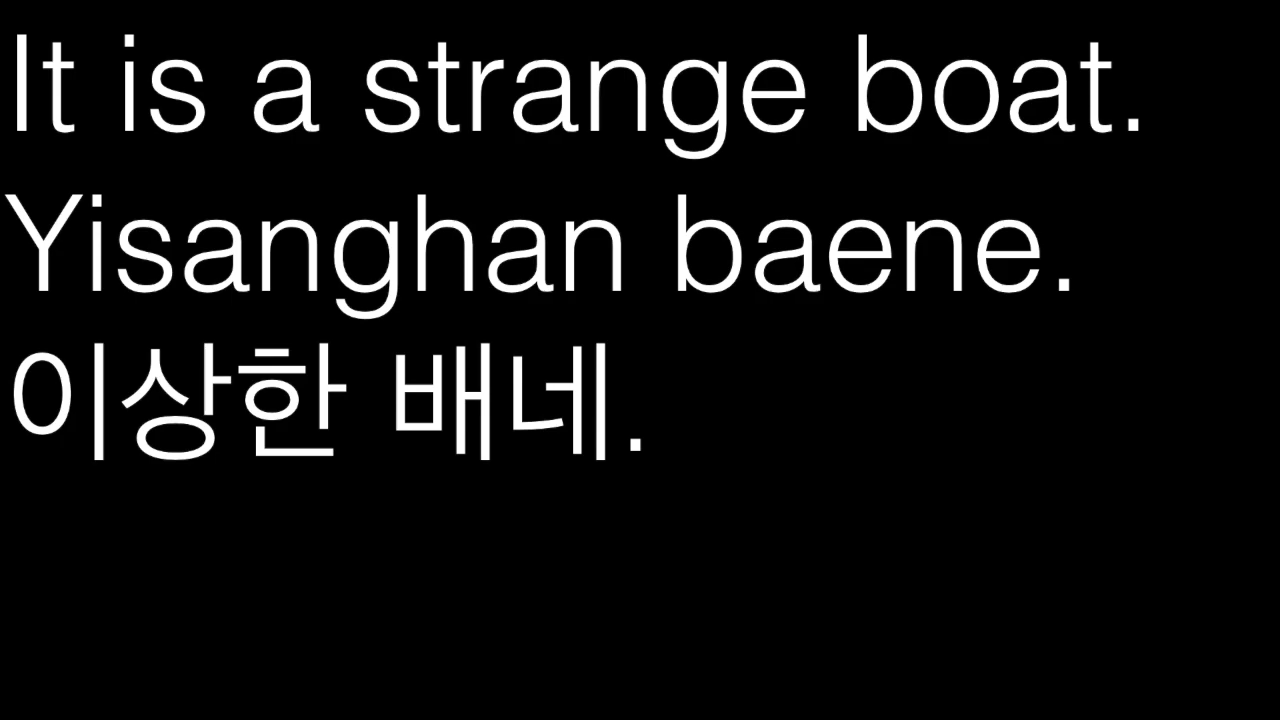 It is a strange boat.
Yisanghan baene.
이상한 배네.